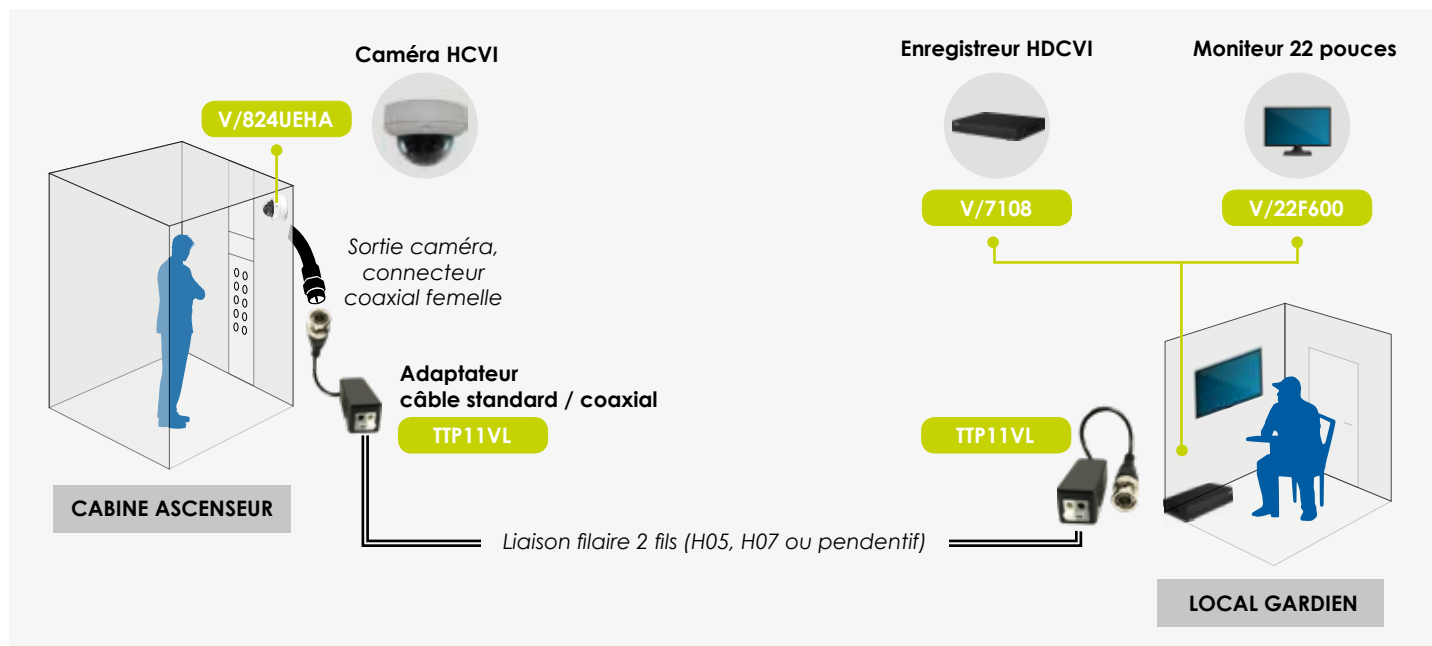 Caméra HCVI
V/824UEHA
Sortie caméra,
connecteur
coaxial femelle
Adaptateur
câble standard / coaxial
TTP11VL
CABINE ASCENSEUR
Liaison filaire 2 fils (H05, H07 ou pendentif)
Enregistreur HDCVI
V/7108
Moniteur 22 pouces
V/22F600
TTP11VL
LOCAL GARDIEN